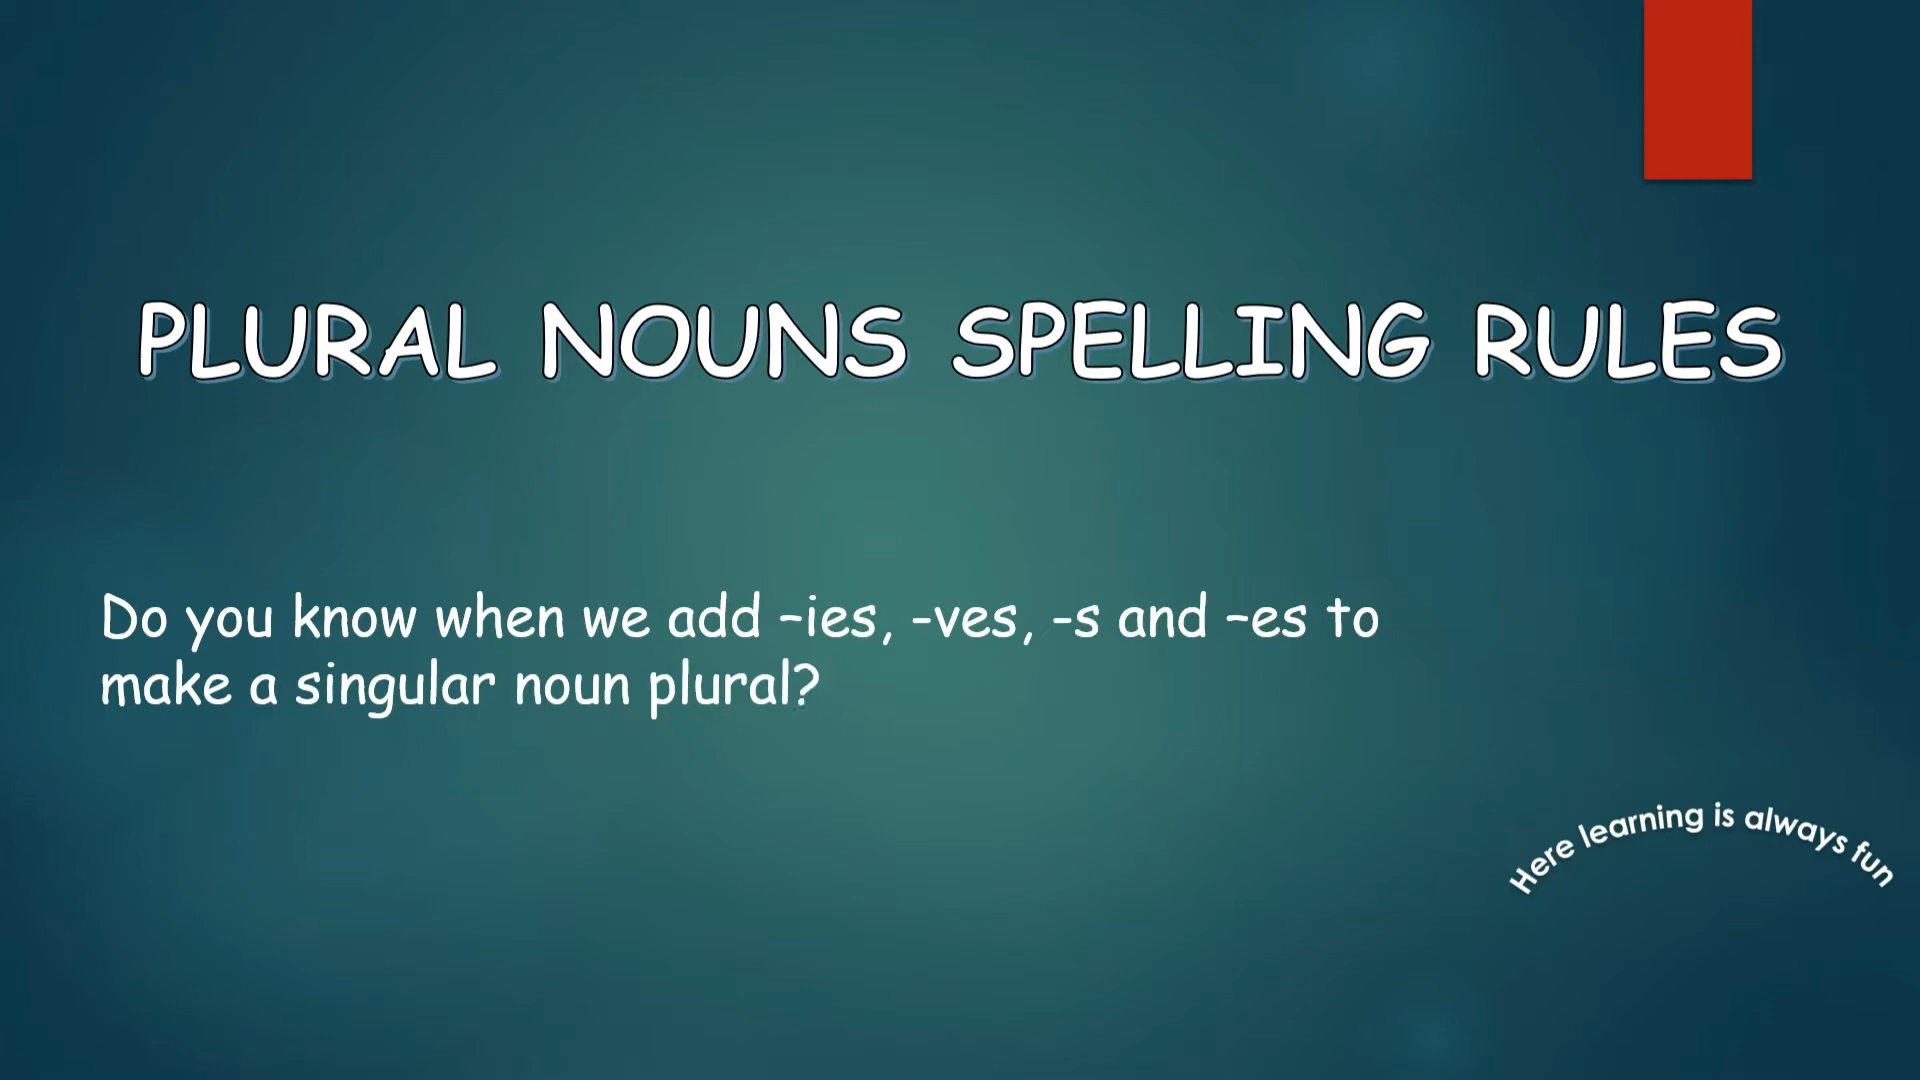 PLURAL NOUNS SPELLING RULES
Do you know when we add –ies, -ves, -s and –es to
make a singular noun plural?
Here learning is always fun